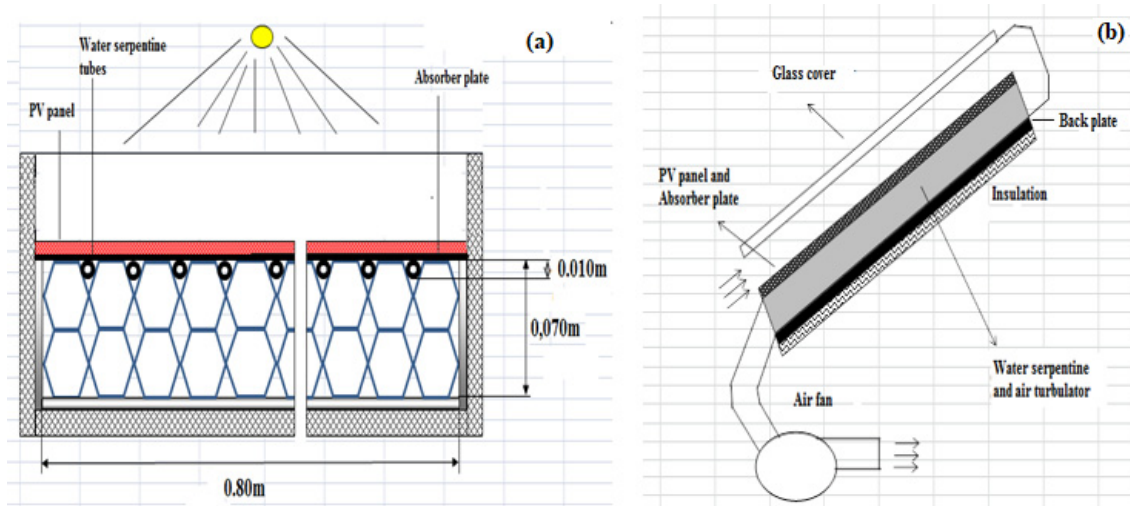 (a)
Water serpentine
tubes
Absorber plate
PV panel
0.010m
0,070m
0.80m
(b)
Glass cover
Back plate
PV panel and
Absorber plate
Insulation
Water serpentine
and air turbulator
Air fan